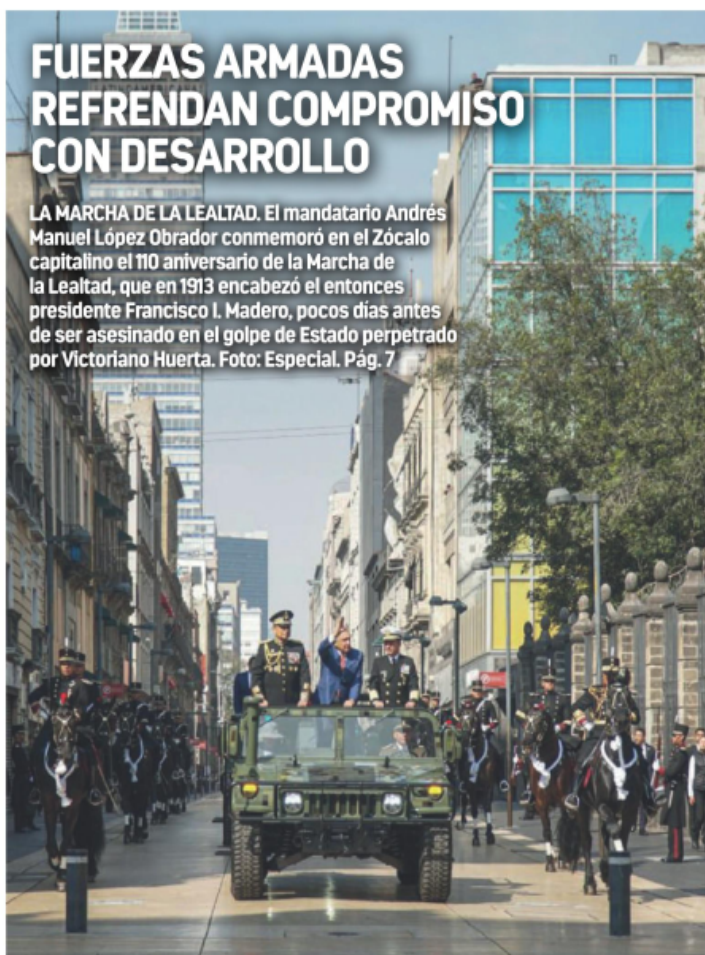 FUERZAS ARMADAS
REFRENDAN COMPROMISO
CON DESARROLLO
LA MARCHA DE LA LEALTAD. El mandatario Andrés
Manuel López Obrador conmemoró en el Zócalo
capitalino el 110 aniversario de la Marcha de
la Lealtad, que en 1913 encabezó el entonces
presidente Francisco I. Madero, pocos días antes
de ser asesinado en el golpe de Estado perpetrado
por Victoriano Huerta. Foto: Especial. Pág. 7